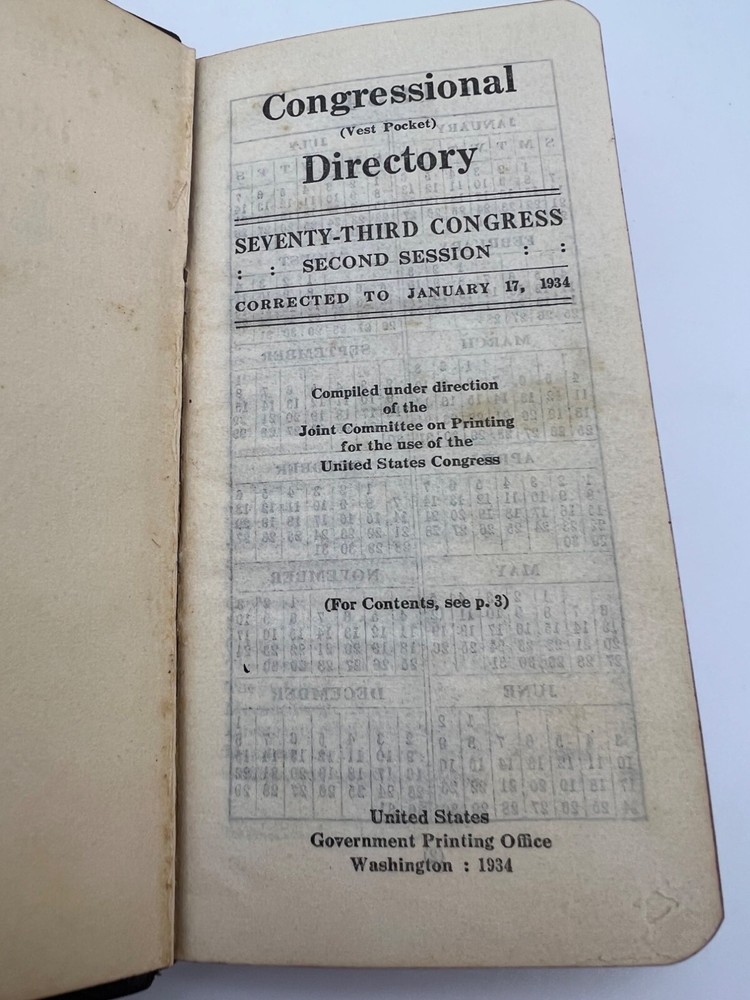 Congressional
(Vest Pocket)
Directory
SEVENTY-THIRD CONGRESS
: : SECOND SESSION : :
CORRECTED TO JANUARY 17, 1934
Compiled under direction
of the
Joint Committee on Printing
for the use of the
United States Congress
(For Contents, see p. 3)
United States
Government Printing Office
Washington : 1934